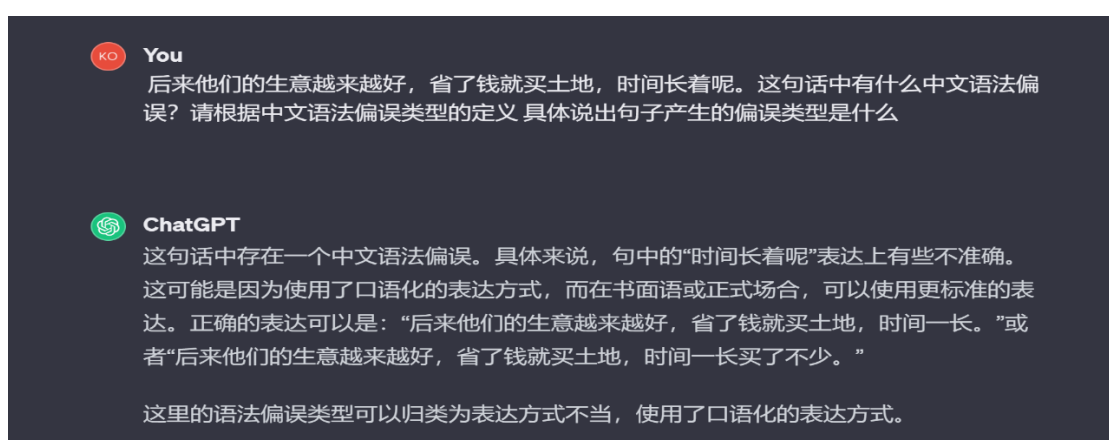 KO You
后来他们的生意越来越好，省了钱就买土地，时间长着呢。这句话中有什么中文语法偏
误？请根据中文语法偏误类型的定义 具体说出句子产生的偏误类型是什么
ChatGPT
这句话中存在一个中文语法偏误。具体来说，句中的“时间长着呢”表达上有些不准确。
这可能是因为使用了口语化的表达方式，而在书面语或正式场合，可以使用更标准的表
达。正确的表达可以是：“后来他们的生意越来越好，省了钱就买土地，时间一长。”或
者“后来他们的生意越来越好，省了钱就买土地，时间一长买了不少。”
这里的语法偏误类型可以归类为表达方式不当，使用了口语化的表达方式。